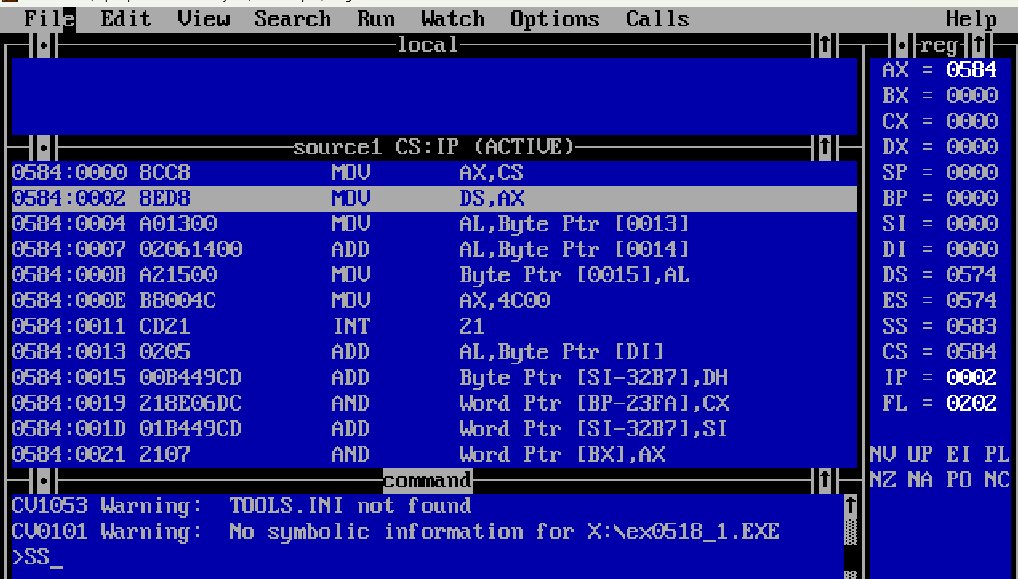 File Edit View Search Run Watch Options Calls Help
local
reg
AX = 0584
BX = 0000
CX = 0000
DX = 0000
SP = 0000
BP = 0000
SI = 0000
DI = 0000
DS = 0574
ES = 0574
SS = 0583
CS = 0584
IP = 0002
FL = 0202
NV UP EI PL
NZ NA PO NC
source1 CS:IP (ACTIVE)
0584:0000 8CC8 MOV AX,CS
0584:0002 8ED8 MOV DS,AX
0584:0004 A01300 MOV AL,Byte Ptr [0013]
0584:0007 02061400 ADD AL,Byte Ptr [0014]
0584:000B A21500 MOV Byte Ptr [0015],AL
0584:000E B8004C MOV AX,4C00
0584:0011 CD21 INT 21
0584:0013 0205 ADD AL,Byte Ptr [DI]
0584:0015 00B449CD ADD Byte Ptr [SI-32B7],DH
0584:0019 218E06DC AND Word Ptr [BP-23FA],CX
0584:001D 01B449CD ADD Word Ptr [SI-32B7],SI
0584:0021 2107 AND Word Ptr [BX],AX
command
CV1053 Warning: TOOLS.INI not found
CV0101 Warning: No symbolic information for X:\ex0518_1.EXE
>SS_